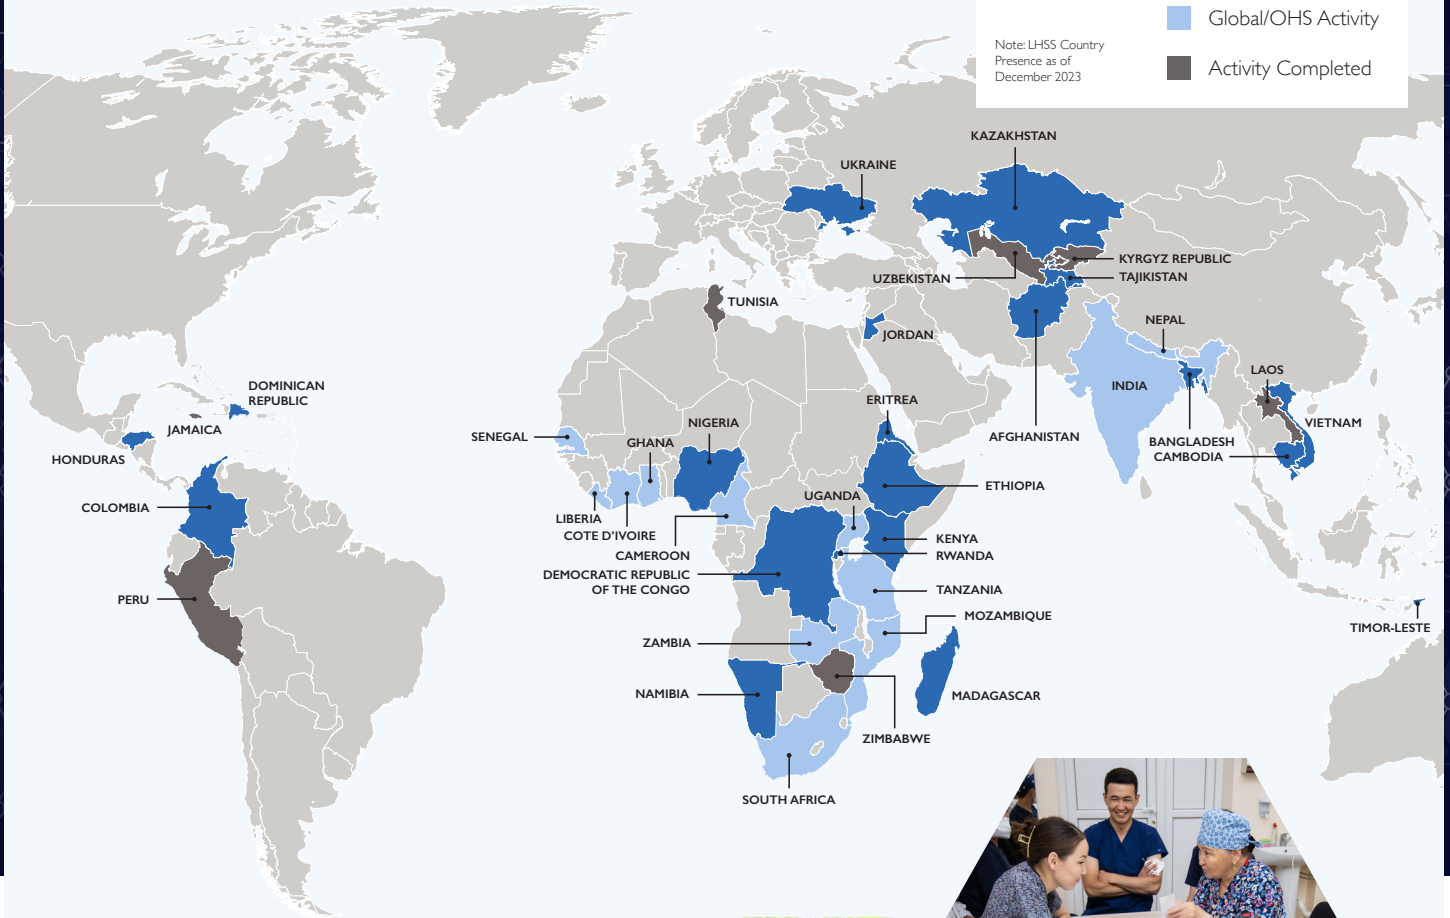 Global/OHS Activity
Note: LHSS Country
Presence as of
December 2023
Activity Completed
KAZAKHSTAN
UKRAINE
KYRGYZ REPUBLIC
UZBEKISTAN
TAJIKISTAN
TUNISIA
NEPAL
JORDAN
LAOS
DOMINICAN
REPUBLIC
INDIA
ERITREA
JAMAICA
NIGERIA
VIETNAM
SENEGAL
GHANA
AFGHANISTAN
BANGLADESH
HONDURAS
CAMBODIA
ETHIOPIA
UGANDA
COLOMBIA
LIBERIA
COTE D’IVOIRE
KENYA
CAMEROON
RWANDA
DEMOCRATIC REPUBLIC
OF THE CONGO
TANZANIA
PERU
MOZAMBIQUE
TIMOR-LESTE
ZAMBIA
NAMIBIA
MADAGASCAR
ZIMBABWE
SOUTH AFRICA